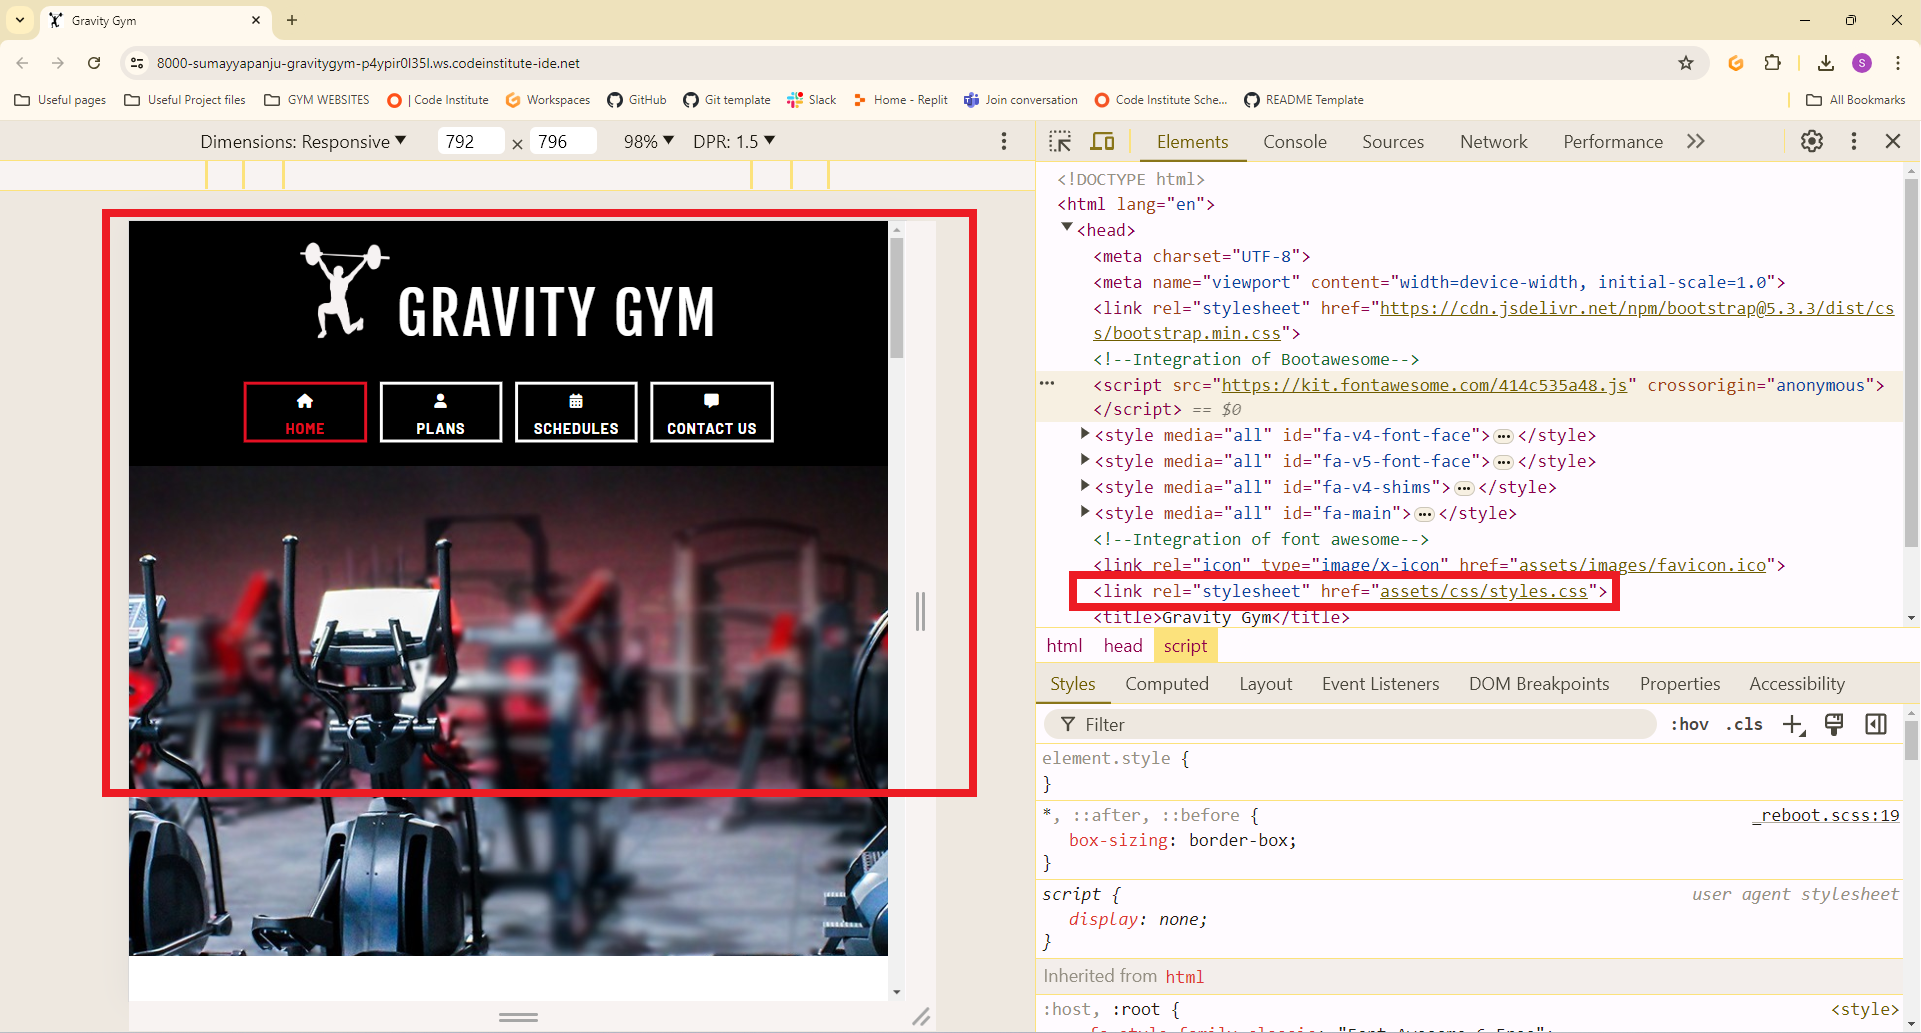 Gravity Gym
8000-sumayyapanju-gravitygym-p4ypir0l35l.ws.codeinstitute-ide.net
S
Useful pages Useful Project files GYM WEBSITES | Code Institute Workspaces GitHub Git template Slack Home - Replit Join conversation Code Institute Sche... README Template All Bookmarks
Dimensions: Responsive 792 × 796 98% DPR: 1.5
Elements Console Sources Network Performance
GRAVITY GYM
HOME PLANS SCHEDULES CONTACT US
<!DOCTYPE html>
<html lang="en">
<head>
<meta charset="UTF-8">
<meta name="viewport" content="width=device-width, initial-scale=1.0">
<link rel="stylesheet" href="https://cdn.jsdelivr.net/npm/bootstrap@5.3.3/dist/cs
s/bootstrap.min.css">
<!--Integration of Bootawesome-->
<script src="https://kit.fontawesome.com/414c535a48.js" crossorigin="anonymous">
</script> == $0
<style media="all" id="fa-v4-font-face">…</style>
<style media="all" id="fa-v5-font-face">…</style>
<style media="all" id="fa-v4-shims">…</style>
<style media="all" id="fa-main">…</style>
<!--Integration of font awesome-->
<link rel="icon" type="image/x-icon" href="assets/images/favicon.ico">
<link rel="stylesheet" href="assets/css/styles.css">
<title>Gravity Gym</title>
html head script
Styles Computed Layout Event Listeners DOM Breakpoints Properties Accessibility
Filter :hov .cls
element.style {
}
*, ::after, ::before { _reboot.scss:19
box-sizing: border-box;
}
script { user agent stylesheet
display: none;
}
Inherited from html
:host, :root { <style>